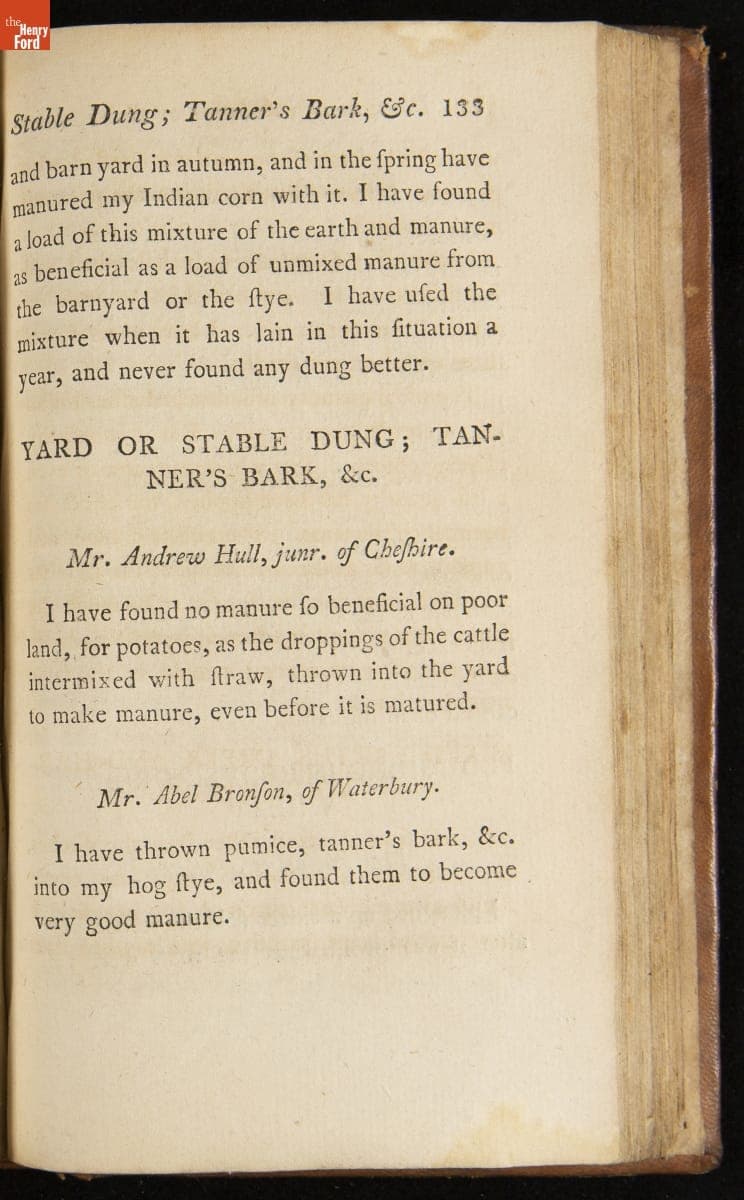 the
Henry
Ford
Stable Dung; Tanner's Bark, &c. 133
and barn yard in autumn, and in the ſpring have
manured my Indian corn with it. I have found
a load of this mixture of the earth and manure,
as beneficial as a load of unmixed manure from
the barnyard or the ſtye. I have uſed the
mixture when it has lain in this ſituation a
year, and never found any dung better.
YARD OR STABLE DUNG; TAN-
NER'S BARK, &c.
Mr. Andrew Hull, junr. of Cheſhire.
I have found no manure ſo beneficial on poor
land, for potatoes, as the droppings of the cattle
intermixed with ſtraw, thrown into the yard
to make manure, even before it is matured.
Mr. Abel Bronſon, of Waterbury.
I have thrown pumice, tanner's bark, &c.
into my hog ſtye, and found them to become
very good manure.